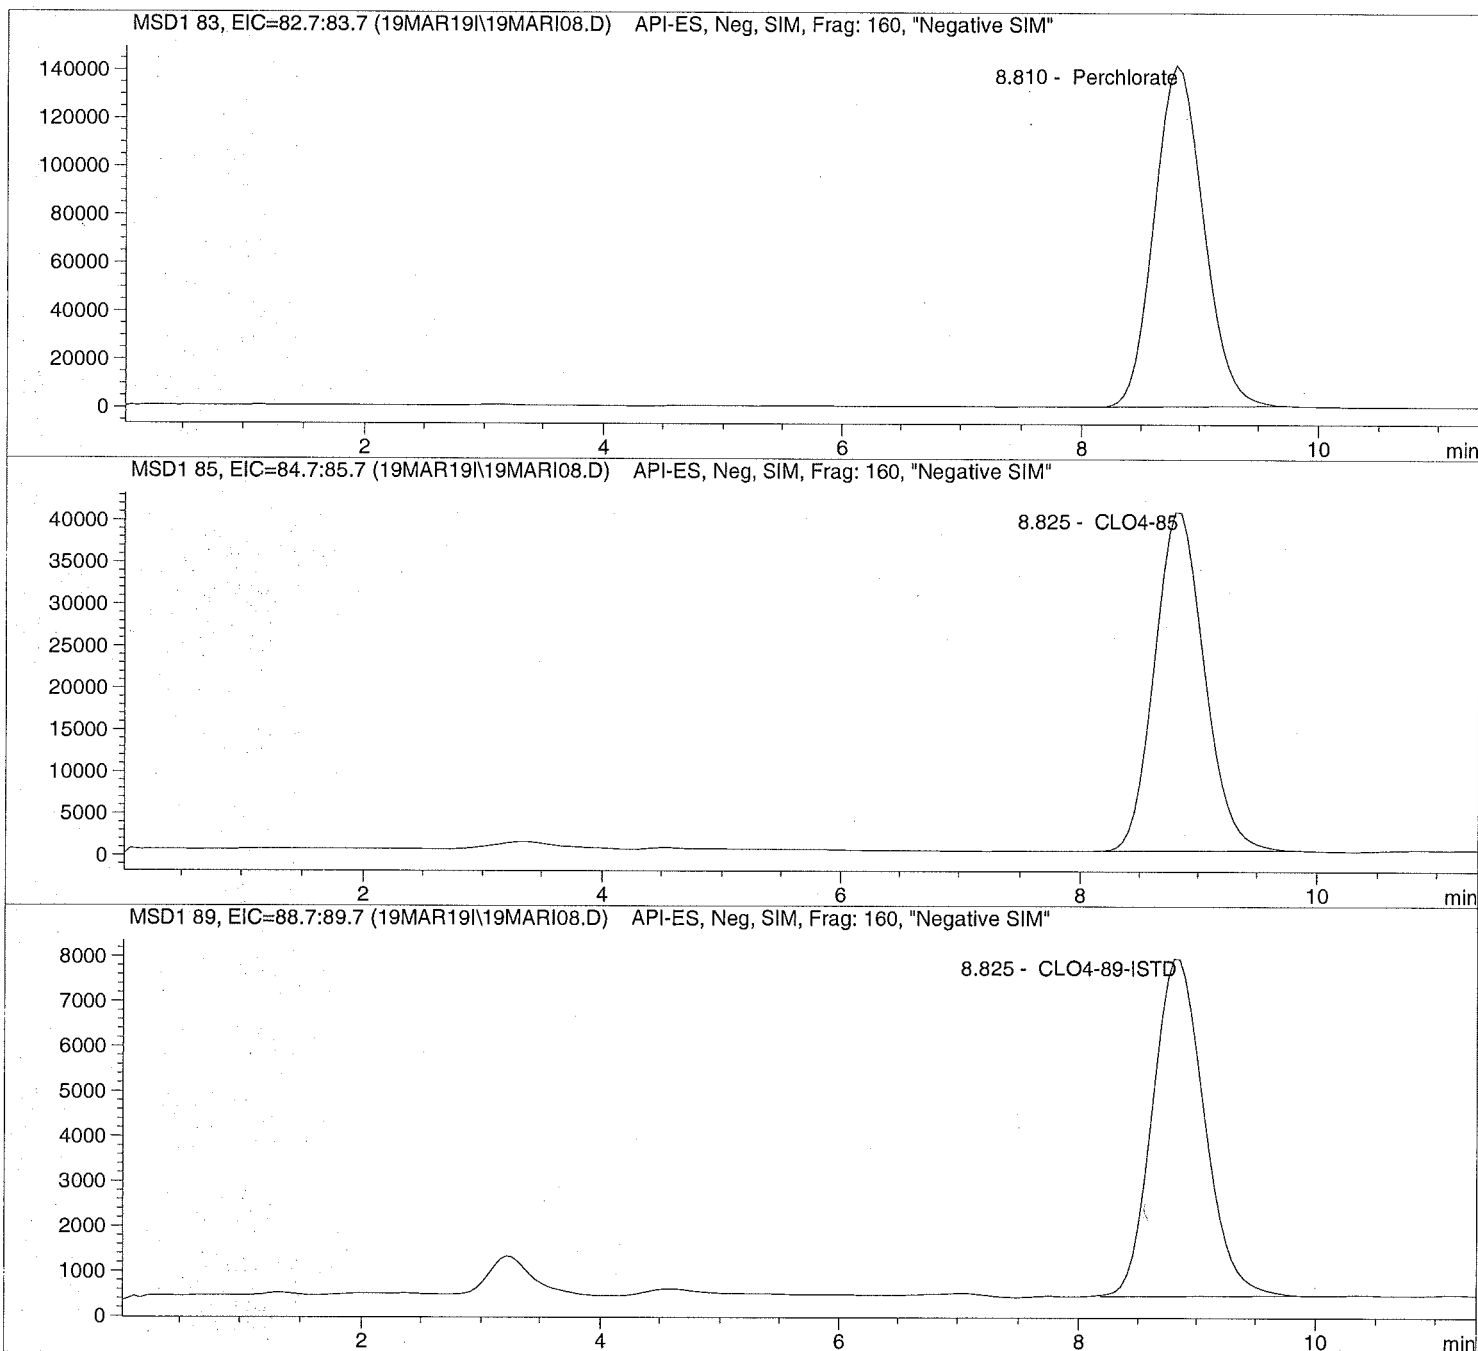 MSD1 83, EIC=82.7:83.7 (19MAR19I\19MARI08.D) API-ES, Neg, SIM, Frag: 160, "Negative SIM"
8.810 - Perchlorate
140000
120000
100000
80000
60000
40000
20000
0
2 4 6 8 10 min
MSD1 85, EIC=84.7:85.7 (19MAR19I\19MARI08.D) API-ES, Neg, SIM, Frag: 160, "Negative SIM"
8.825 - CLO4-85
40000
35000
30000
25000
20000
15000
10000
5000
0
2 4 6 8 10 min
MSD1 89, EIC=88.7:89.7 (19MAR19I\19MARI08.D) API-ES, Neg, SIM, Frag: 160, "Negative SIM"
8.825 - CLO4-89-ISTD
8000
7000
6000
5000
4000
3000
2000
1000
0
2 4 6 8 10 min